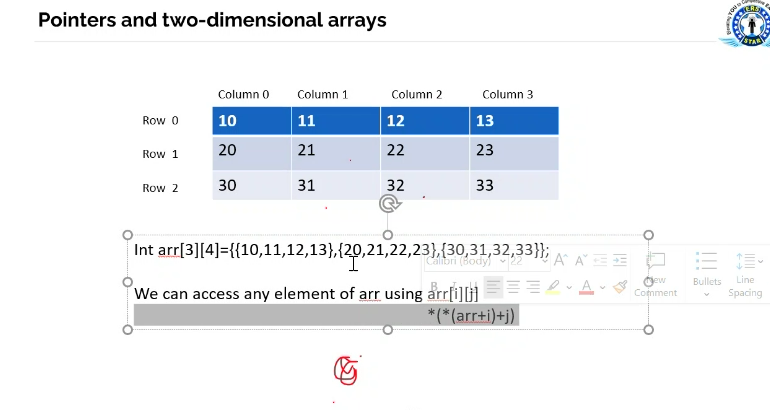 Pointers and two-dimensional arrays
Column 0 Column 1 Column 2 Column 3
Row 0 10 11 12 13
Row 1 20 21 22 23
Row 2 30 31 32 33
Int arr[3][4]={{10,11,12,13},{20,21,22,23},{30,31,32,33}};
Calibri (Body) 22 A A
B I U A
New Comment
Bullets
Line Spacing
We can access any element of arr using arr[i][j]
*(*(arr+i)+j)